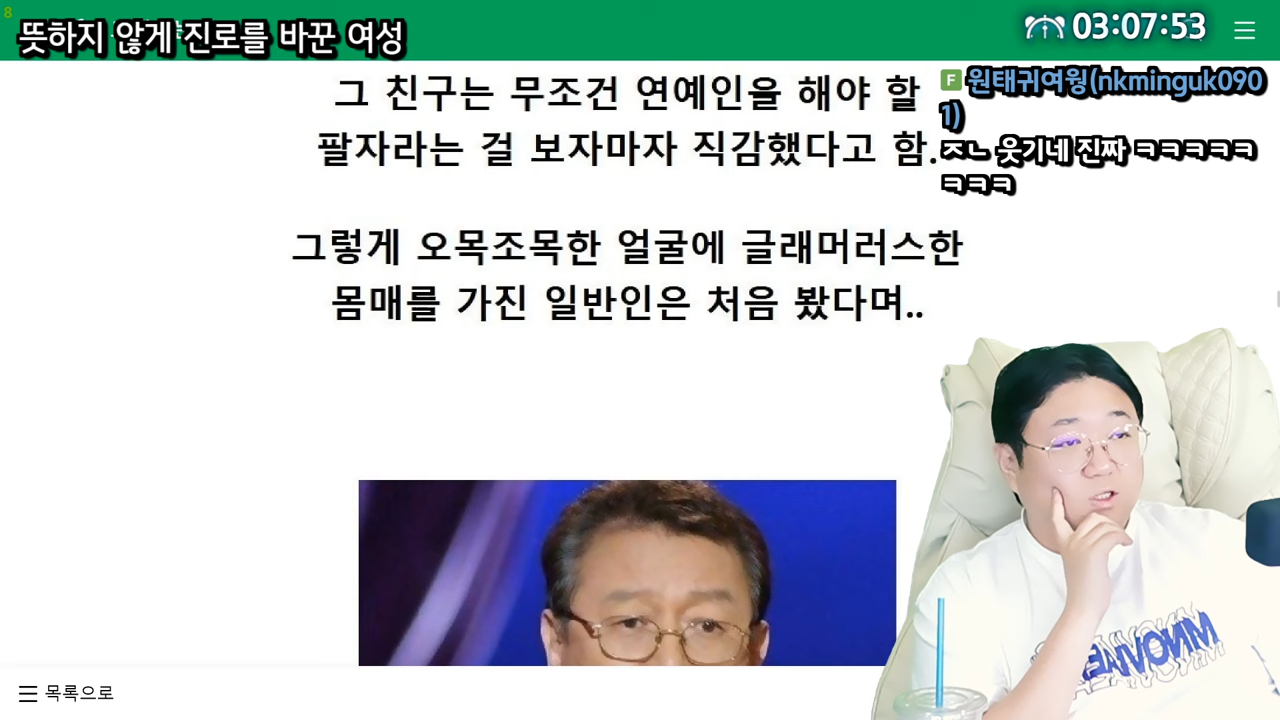 8
뜻하지 않게 진로를 바꾼 여성
03:07:53
그 친구는 무조건 연예인을 해야 할
팔자라는 걸 보자마자 직감했다고 함.
F 원태귀여웡(nkminguk090
1)
ㅈㄴ 웃기네 진짜 ㅋㅋㅋㅋㅋ
ㅋㅋㅋ
그렇게 오목조목한 얼굴에 글래머러스한
몸매를 가진 일반인은 처음 봤다며..
목록으로